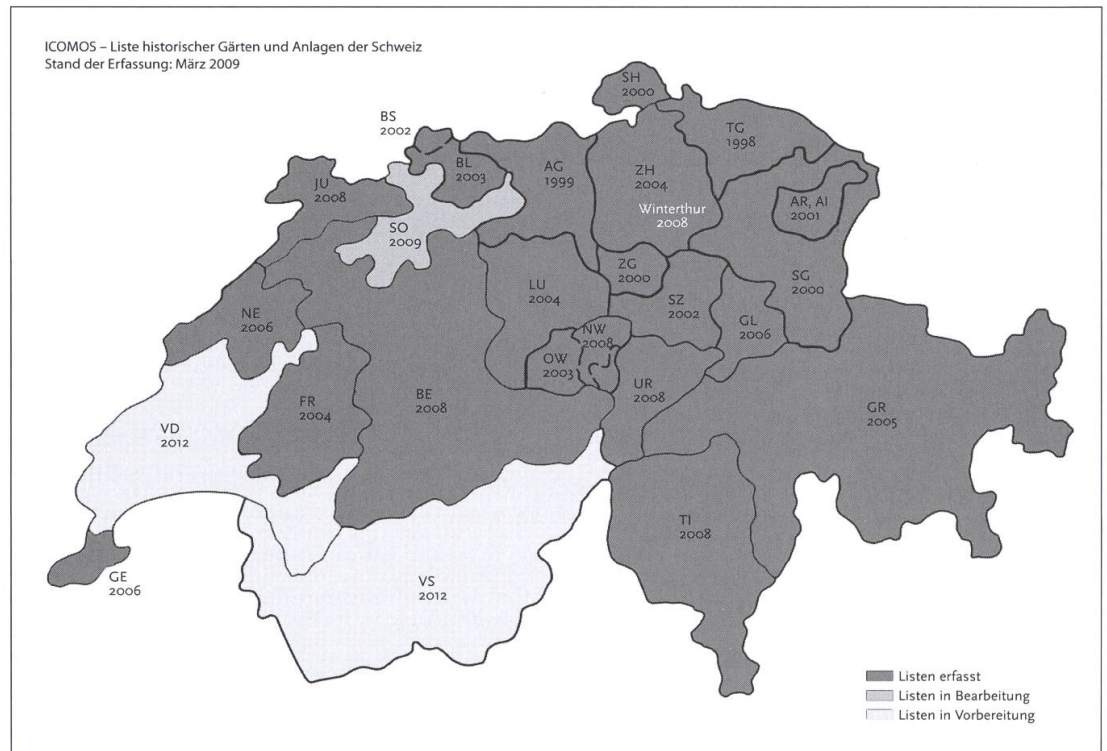 ICOMOS – Liste historischer Gärten und Anlagen der Schweiz
Stand der Erfassung: März 2009
SH
2000
BS
2002
TG
1998
BL
2003
AG
1999
ZH
2004
Winterthur
2008
JU
2008
AR, AI
2001
SO
2009
ZG
2000
SG
2000
LU
2004
SZ
2002
NE
2006
GL
2006
NW
2008
OW
2003
UR
2008
FR
2004
BE
2008
GR
2005
VD
2012
TI
2008
GE
2006
VS
2012
Listen erfasst
Listen in Bearbeitung
Listen in Vorbereitung